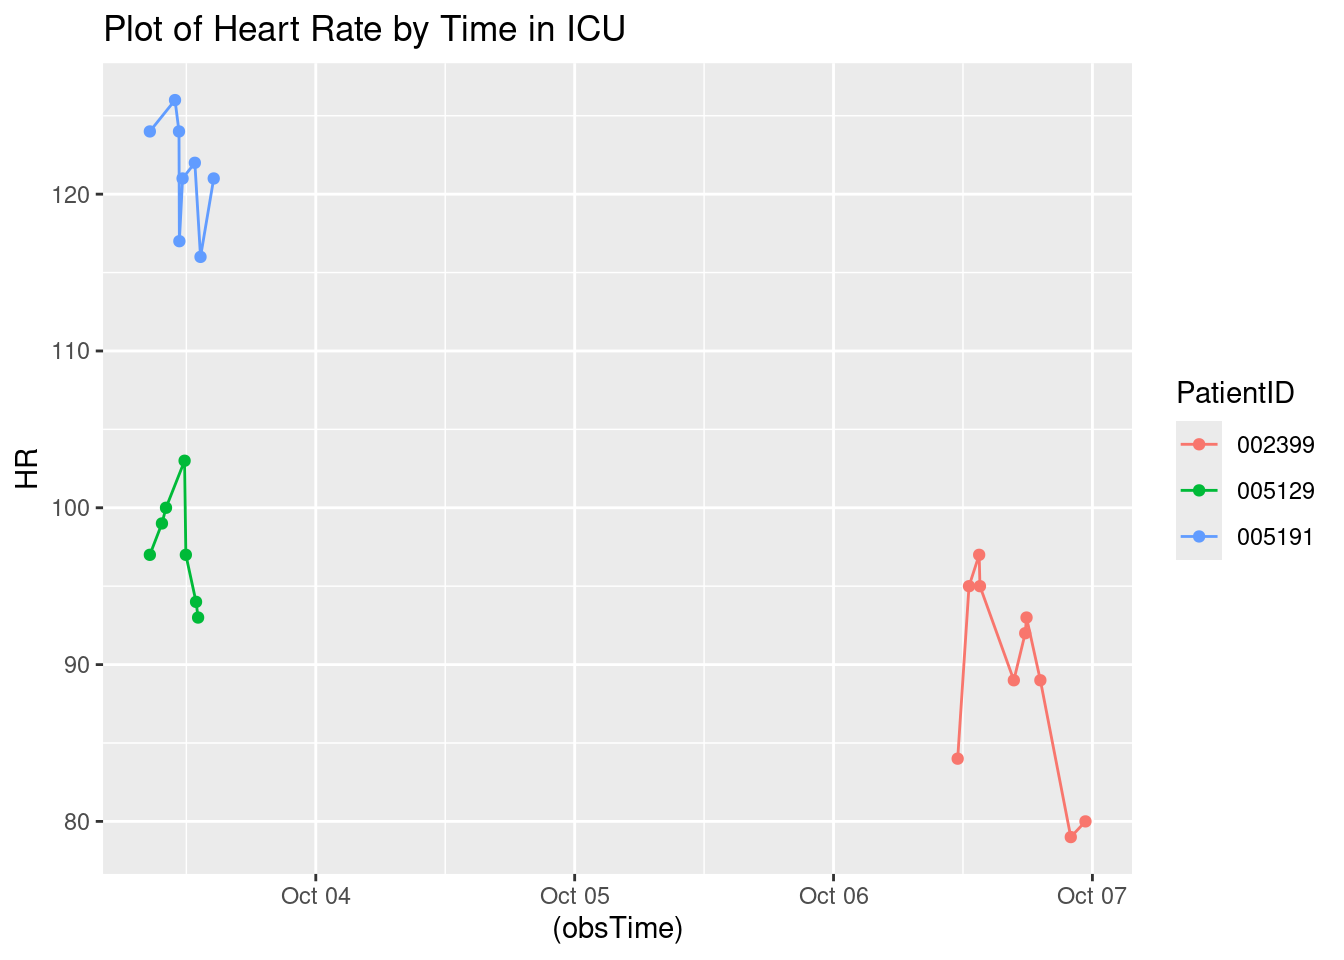 Plot of Heart Rate by Time in ICU
120
110
100
90
80
HR
Oct 04
Oct 05
Oct 06
Oct 07
(obsTime)
PatientID
002399
005129
005191